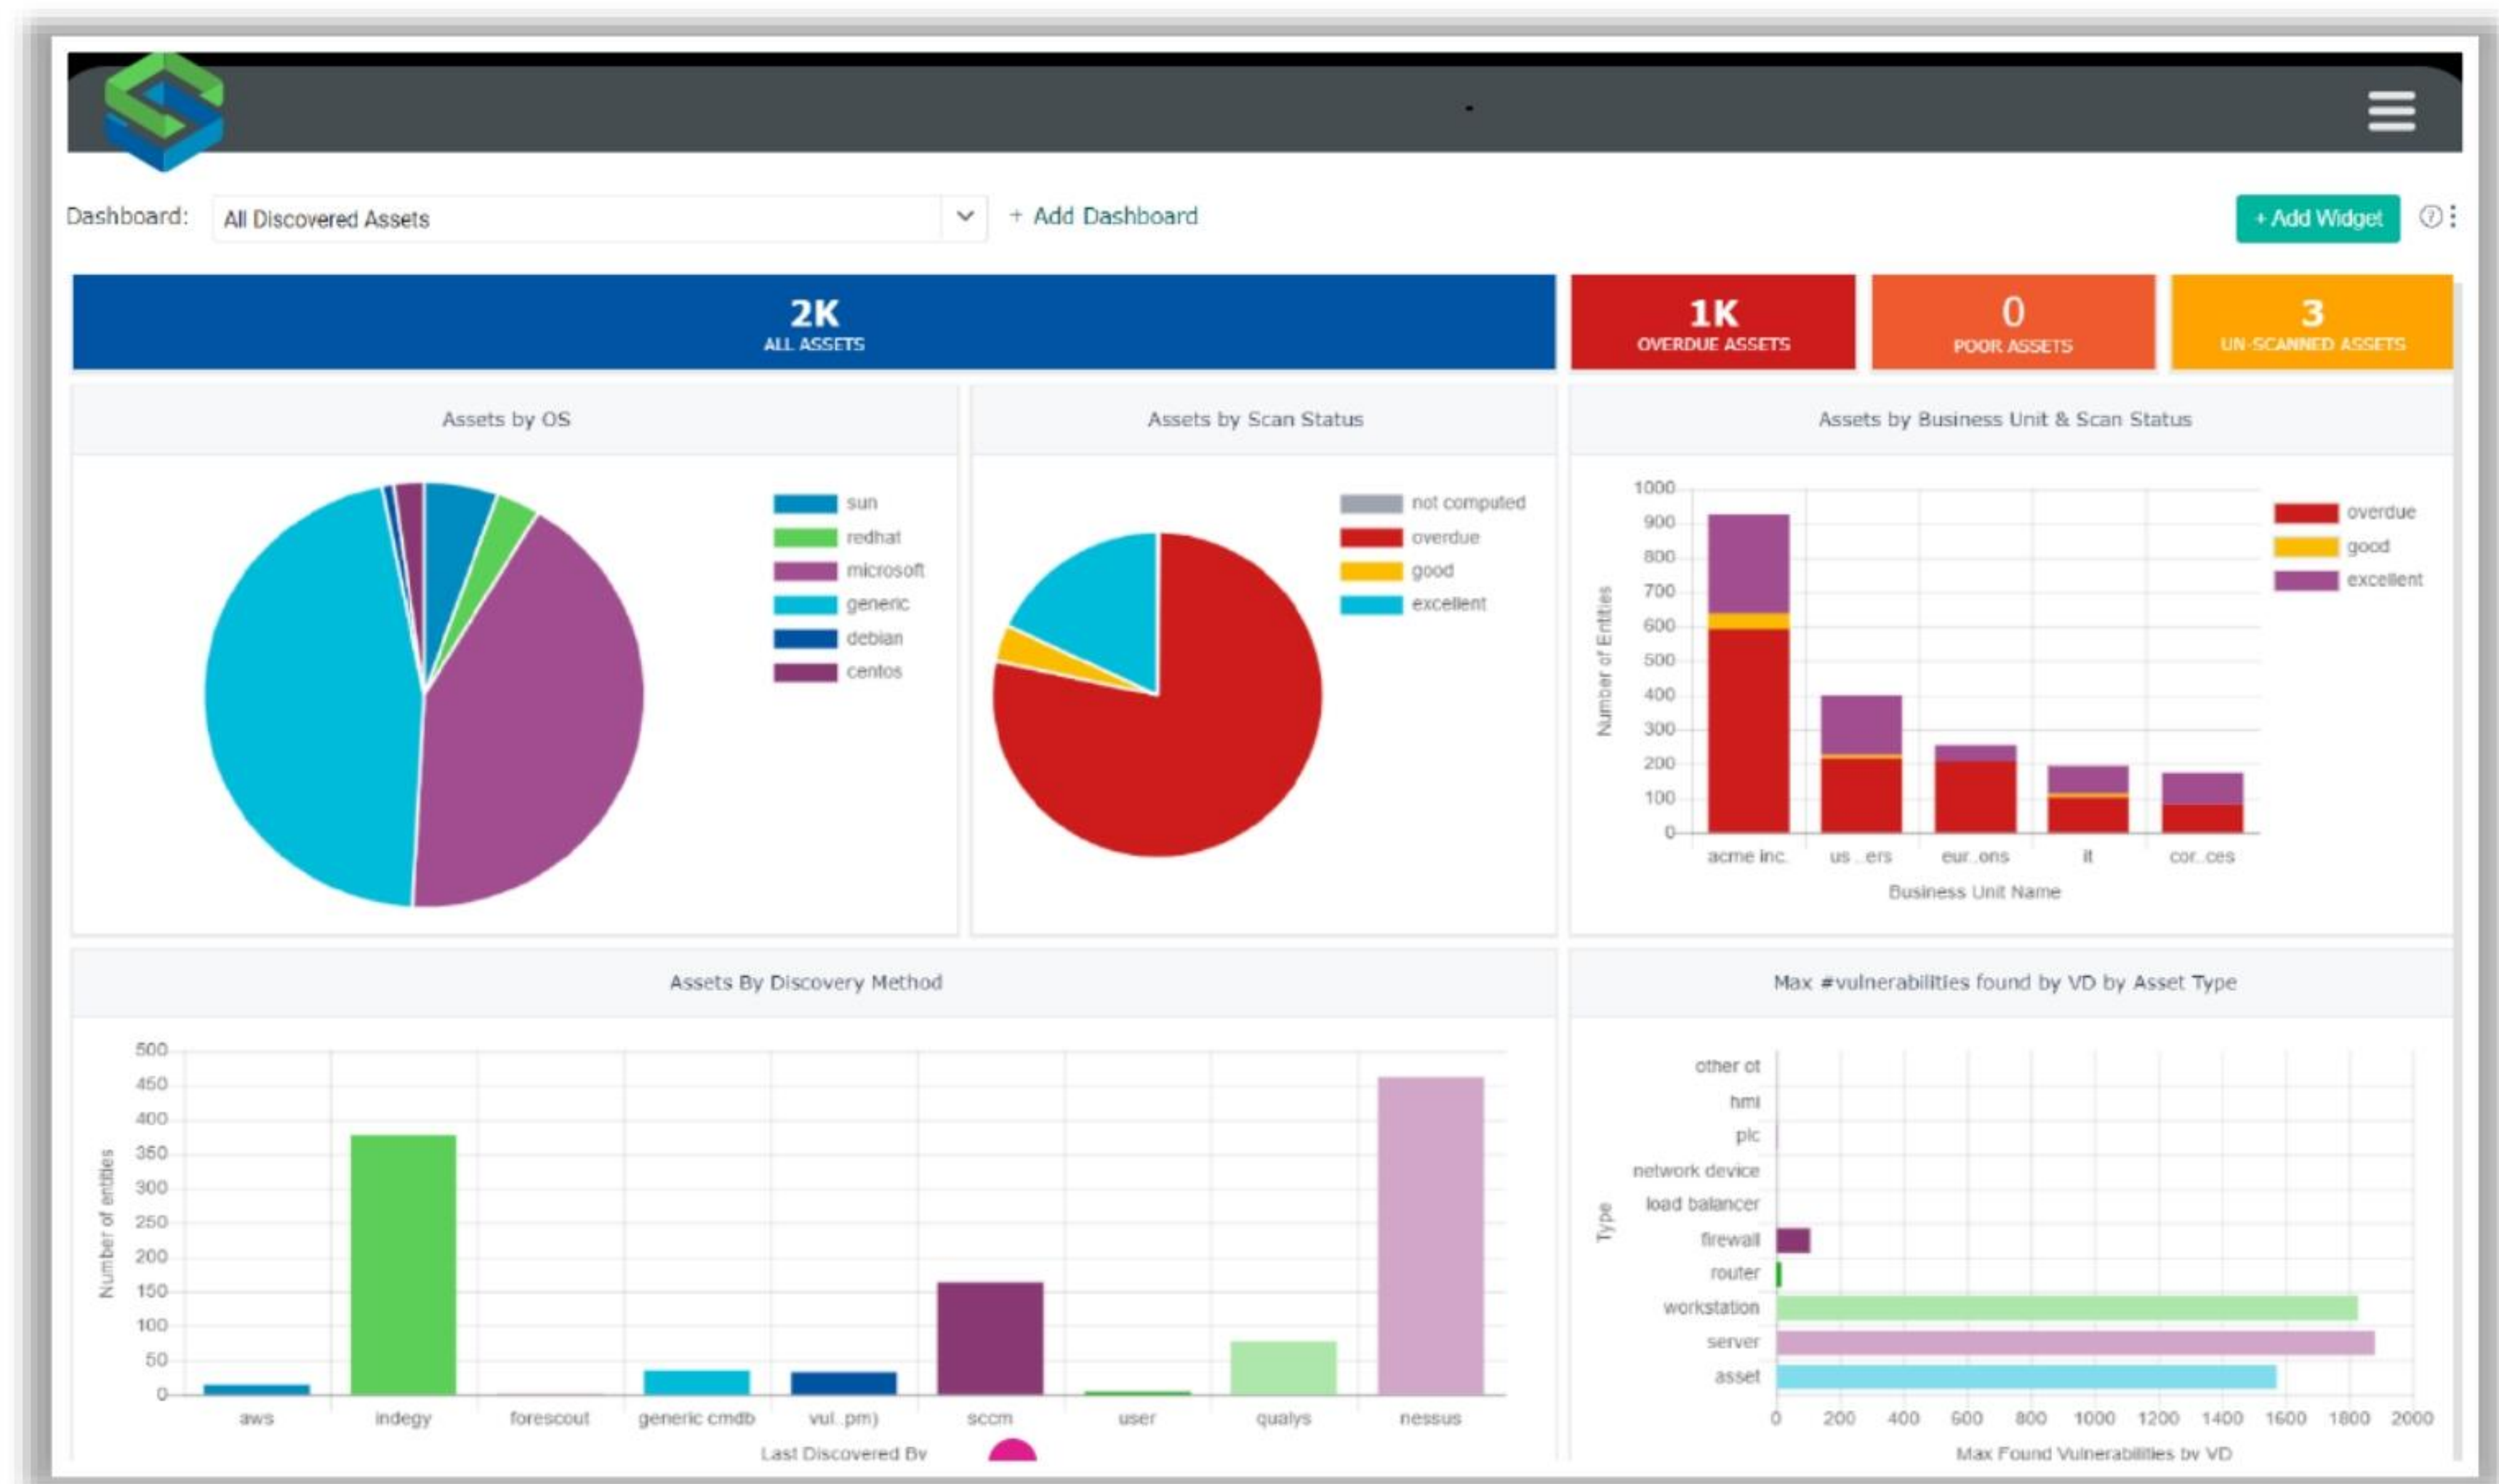 Dashboard: All Discovered Assets + Add Dashboard + Add Widget
2K
ALL ASSETS
1K
OVERDUE ASSETS
0
POOR ASSETS
3
UN-SCANNED ASSETS
Assets by OS
sun
redhat
microsoft
generic
debian
centos
Assets by Scan Status
not computed
overdue
good
excellent
Assets by Business Unit & Scan Status
Number of Entities
1000
900
800
700
600
500
400
300
200
100
0
overdue
good
excellent
acme inc. us ..ers eur..ons it cor..ces
Business Unit Name
Assets By Discovery Method
Number of entities
500
450
400
350
300
250
200
150
100
50
0
aws indegy forescout generic cmdb vul..pm) sccm user qualys nessus
Last Discovered By
Max #vulnerabilities found by VD by Asset Type
Type
other ot
hmi
plc
network device
load balancer
firewall
router
workstation
server
asset
0 200 400 600 800 1000 1200 1400 1600 1800 2000
Max Found Vulnerabilities by VD